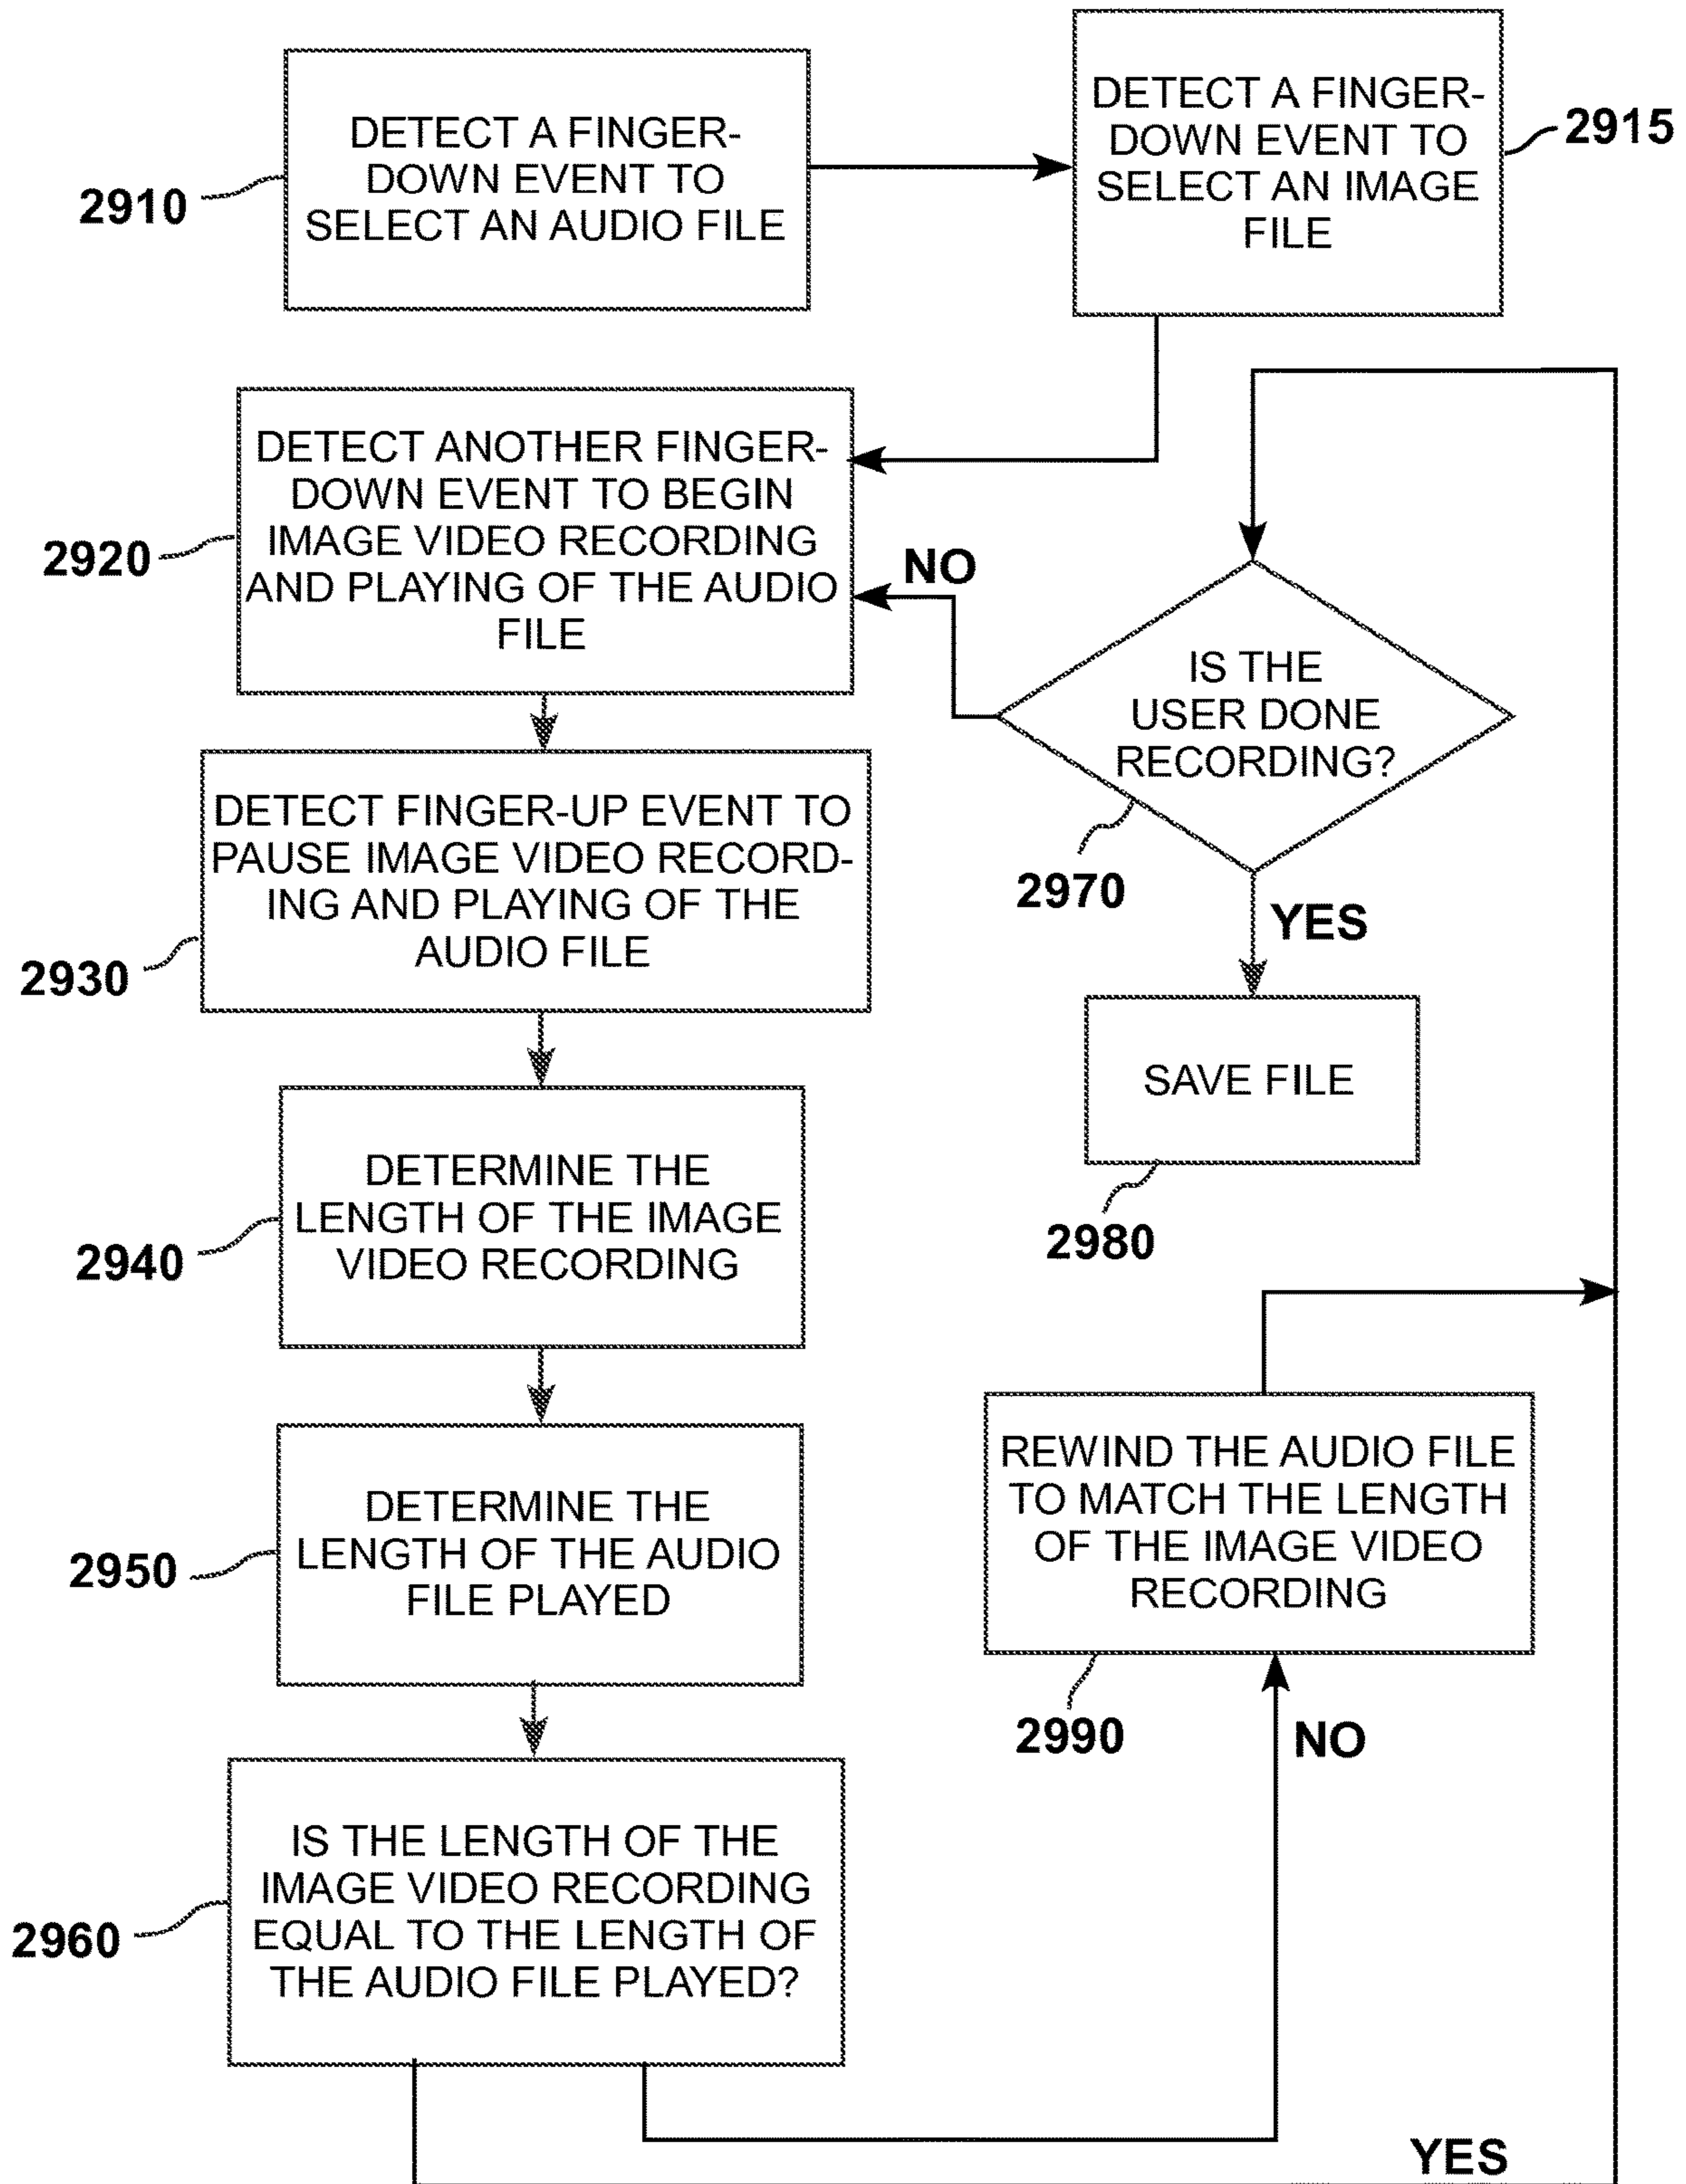 DETECT A FINGER-
DOWN EVENT TO
SELECT AN AUDIO FILE
2910
DETECT A FINGER-
DOWN EVENT TO
SELECT AN IMAGE
FILE
2915
DETECT ANOTHER FINGER-
DOWN EVENT TO BEGIN
IMAGE VIDEO RECORDING
AND PLAYING OF THE AUDIO
FILE
2920
NO
IS THE
USER DONE
RECORDING?
2970
YES
DETECT FINGER-UP EVENT TO
PAUSE IMAGE VIDEO RECORD-
ING AND PLAYING OF THE
AUDIO FILE
2930
SAVE FILE
2980
DETERMINE THE
LENGTH OF THE IMAGE
VIDEO RECORDING
2940
DETERMINE THE
LENGTH OF THE AUDIO
FILE PLAYED
2950
REWIND THE AUDIO FILE
TO MATCH THE LENGTH
OF THE IMAGE VIDEO
RECORDING
2990
NO
IS THE LENGTH OF THE
IMAGE VIDEO RECORDING
EQUAL TO THE LENGTH OF
THE AUDIO FILE PLAYED?
2960
YES